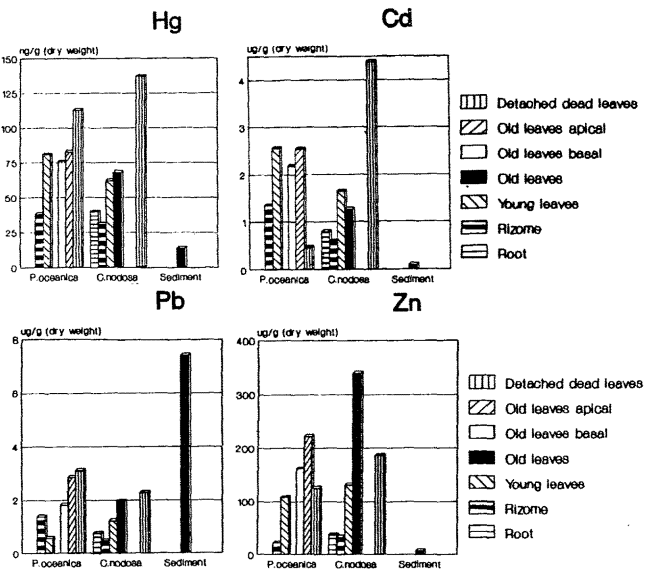 Hg
Cd
ng/g (dry weight)
150
125
100
75
50
25
0
P.oceanica C.nodosa Sediment
ug/g (dry weight)
4
3
2
1
0
P.oceanica C.nodosa Sediment
Detached dead leaves
Old leaves apical
Old leaves basal
Old leaves
Young leaves
Rizome
Root
Pb
Zn
ug/g (dry weight)
8
6
4
2
0
P.oceanica C.nodosa Sediment
ug/g (dry weight)
400
300
200
100
0
P.oceanica C.nodosa Sediment
Detached dead leaves
Old leaves apical
Old leaves basal
Old leaves
Young leaves
Rizome
Root